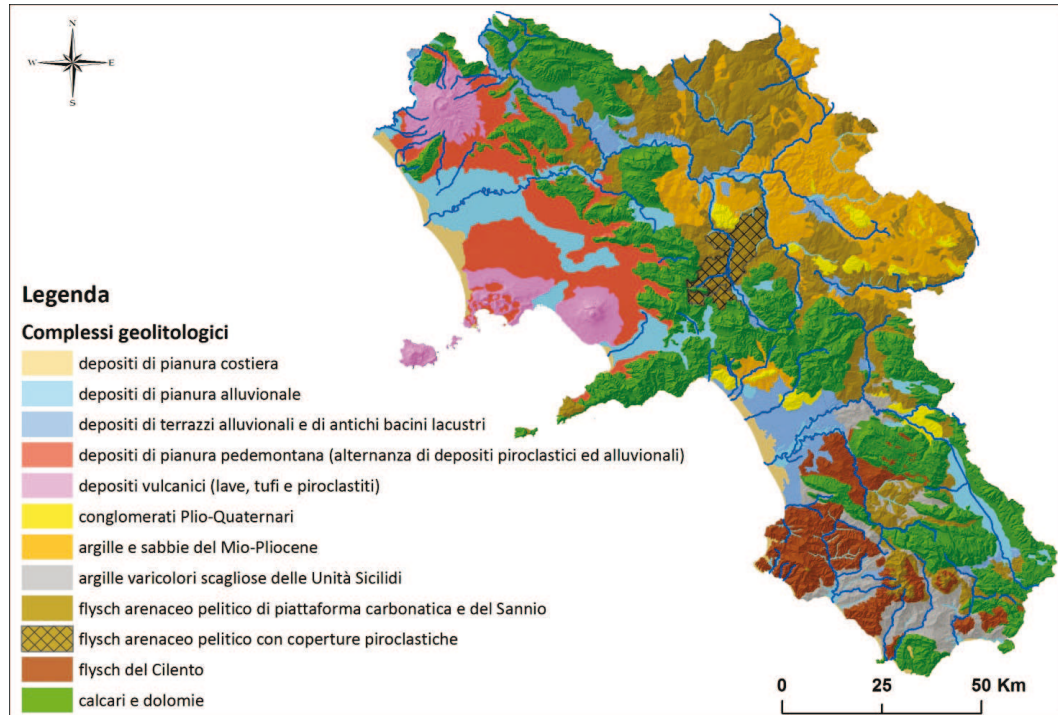 N
W E
S
Legenda
Complessi geolitologici
depositi di pianura costiera
depositi di pianura alluvionale
depositi di terrazzi alluvionali e di antichi bacini lacustri
depositi di pianura pedemontana (alternanza di depositi piroclastici ed alluvionali)
depositi vulcanici (lave, tufi e piroclastiti)
conglomerati Plio-Quaternari
argille e sabbie del Mio-Pliocene
argille varicolori scagliose delle Unità Sicilidi
flysch arenaceo pelitico di piattaforma carbonatica e del Sannio
flysch arenaceo pelitico con coperture piroclastiche
flysch del Cilento
calcari e dolomie
0 25 50 Km